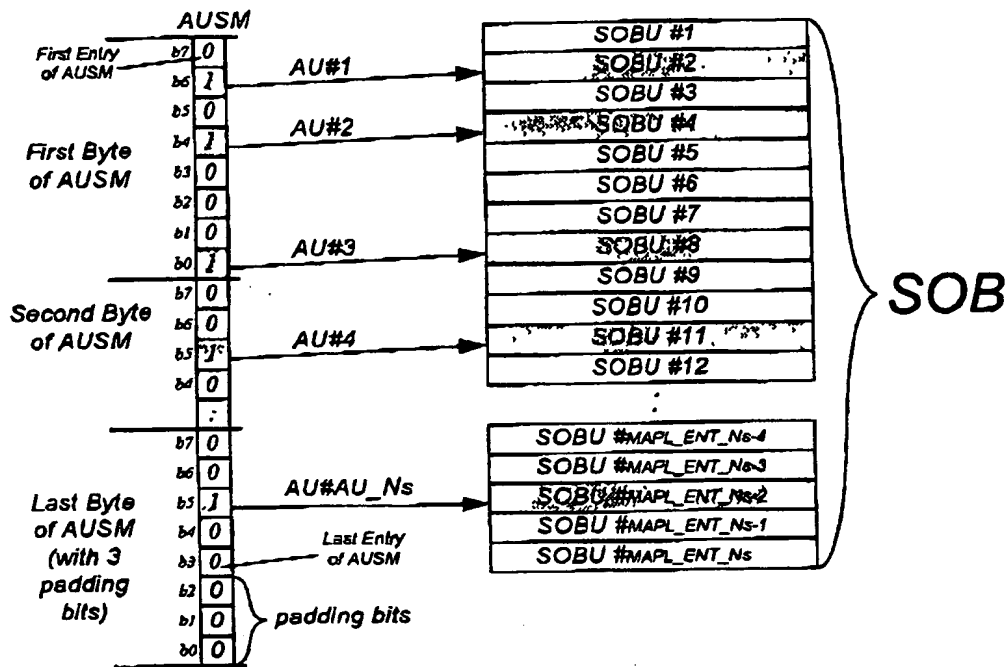 AUSM
First Entry
of AUSM
b7 0
b6 1
b5 0
b4 1
b3 0
b2 0
b1 0
b0 1
First Byte
of AUSM
b7 0
b6 0
b5 1
b4 0
:
Second Byte
of AUSM
b7 0
b6 0
b5 1
b4 0
b3 0
b2 0
b1 0
b0 0
Last Byte
of AUSM
(with 3
padding
bits)
Last Entry
of AUSM
padding bits
AU#1
AU#2
AU#3
AU#4
AU#AU_Ns
SOBU #1
SOBU #2
SOBU #3
SOBU #4
SOBU #5
SOBU #6
SOBU #7
SOBU #8
SOBU #9
SOBU #10
SOBU #11
SOBU #12
SOBU #MAPL_ENT_Ns-4
SOBU #MAPL_ENT_Ns-3
SOBU #MAPL_ENT_Ns-2
SOBU #MAPL_ENT_Ns-1
SOBU #MAPL_ENT_Ns
SOB